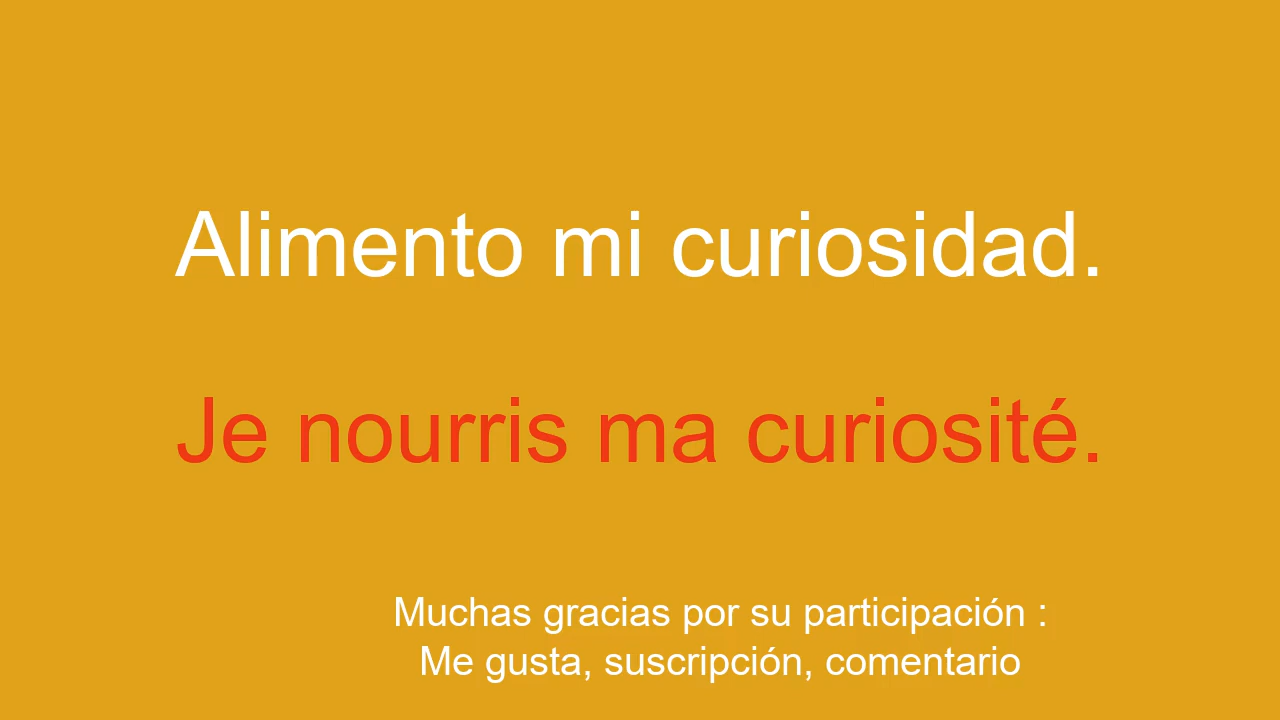 Alimento mi curiosidad.
Je nourris ma curiosité.
Muchas gracias por su participación :
Me gusta, suscripción, comentario